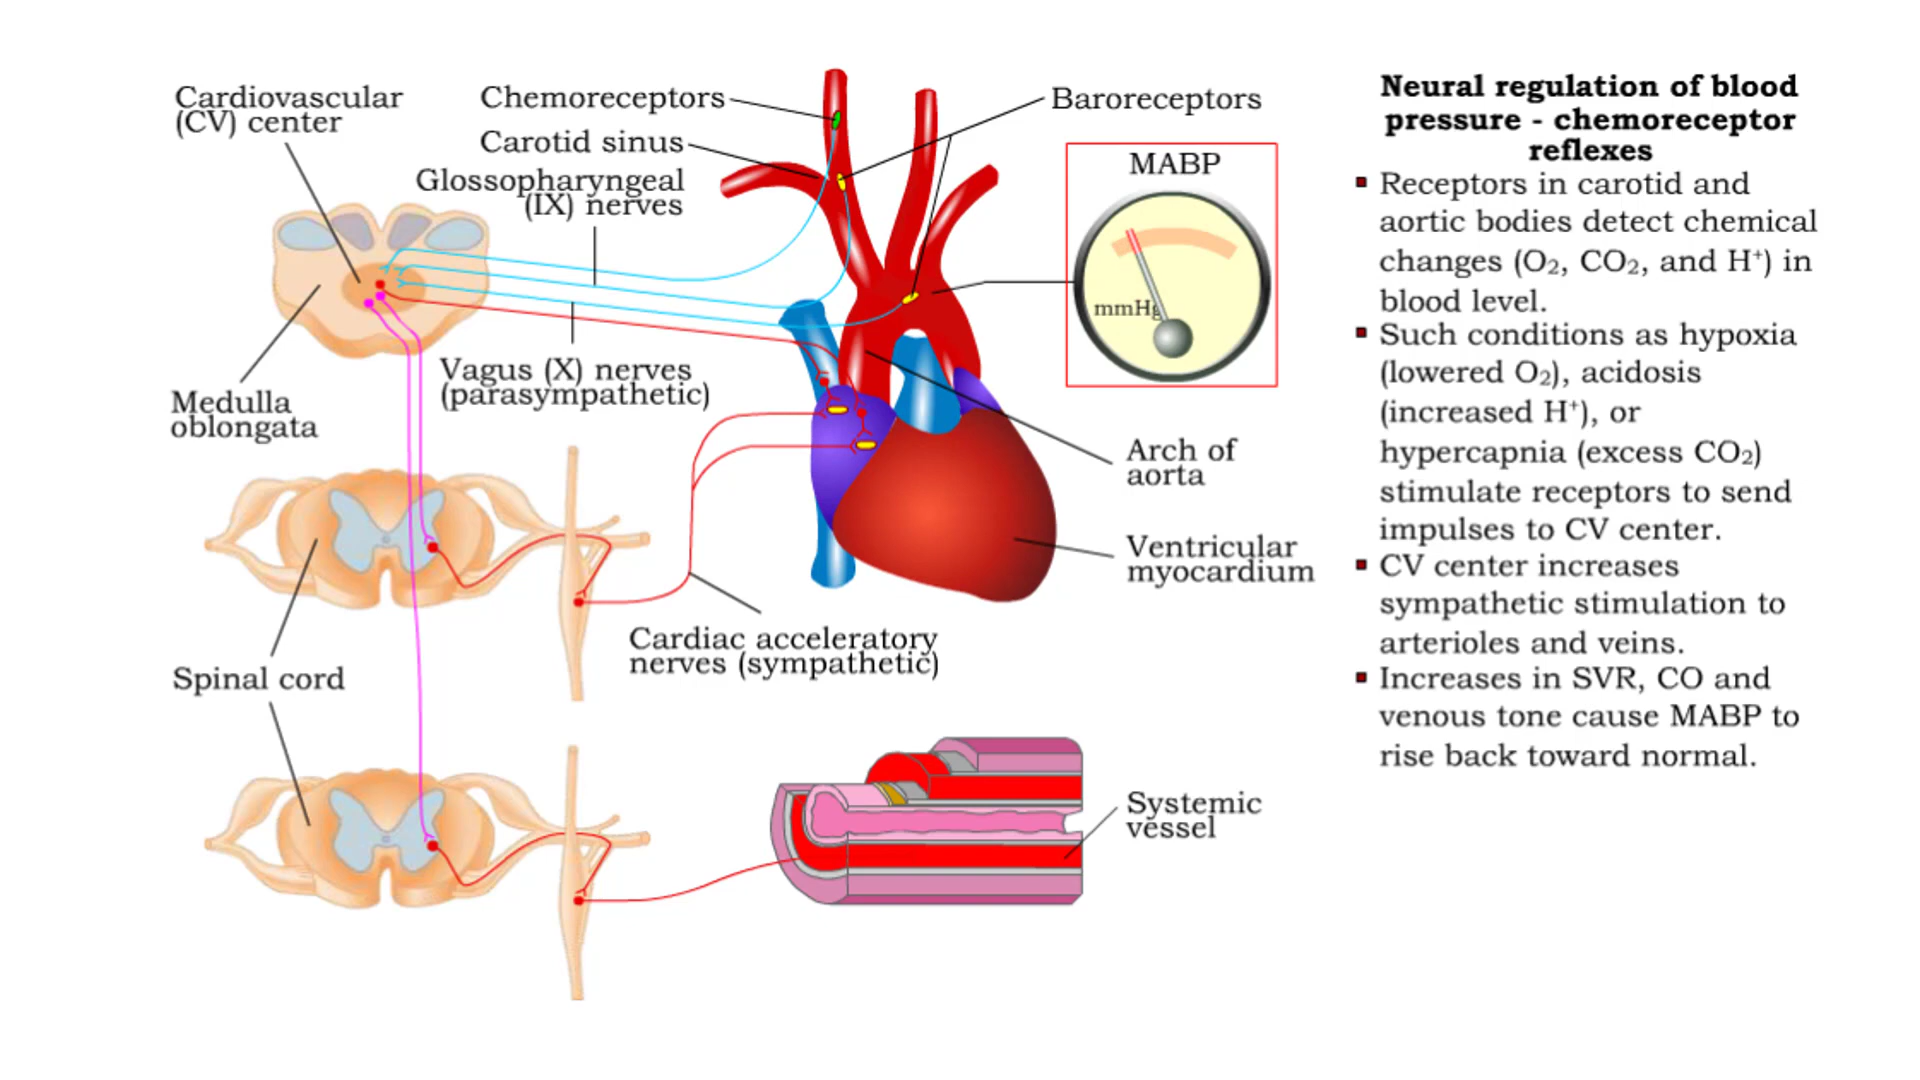 Cardiovascular
(CV) center
Chemoreceptors
Carotid sinus
Glossopharyngeal
(IX) nerves
Baroreceptors
MABP
mmHg
Vagus (X) nerves
(parasympathetic)
Medulla
oblongata
Arch of
aorta
Ventricular
myocardium
Cardiac acceleratory
nerves (sympathetic)
Spinal cord
Systemic
vessel
Neural regulation of blood
pressure - chemoreceptor
reflexes
Receptors in carotid and
aortic bodies detect chemical
changes (O₂, CO₂, and H⁺) in
blood level.
Such conditions as hypoxia
(lowered O₂), acidosis
(increased H⁺), or
hypercapnia (excess CO₂)
stimulate receptors to send
impulses to CV center.
CV center increases
sympathetic stimulation to
arterioles and veins.
Increases in SVR, CO and
venous tone cause MABP to
rise back toward normal.